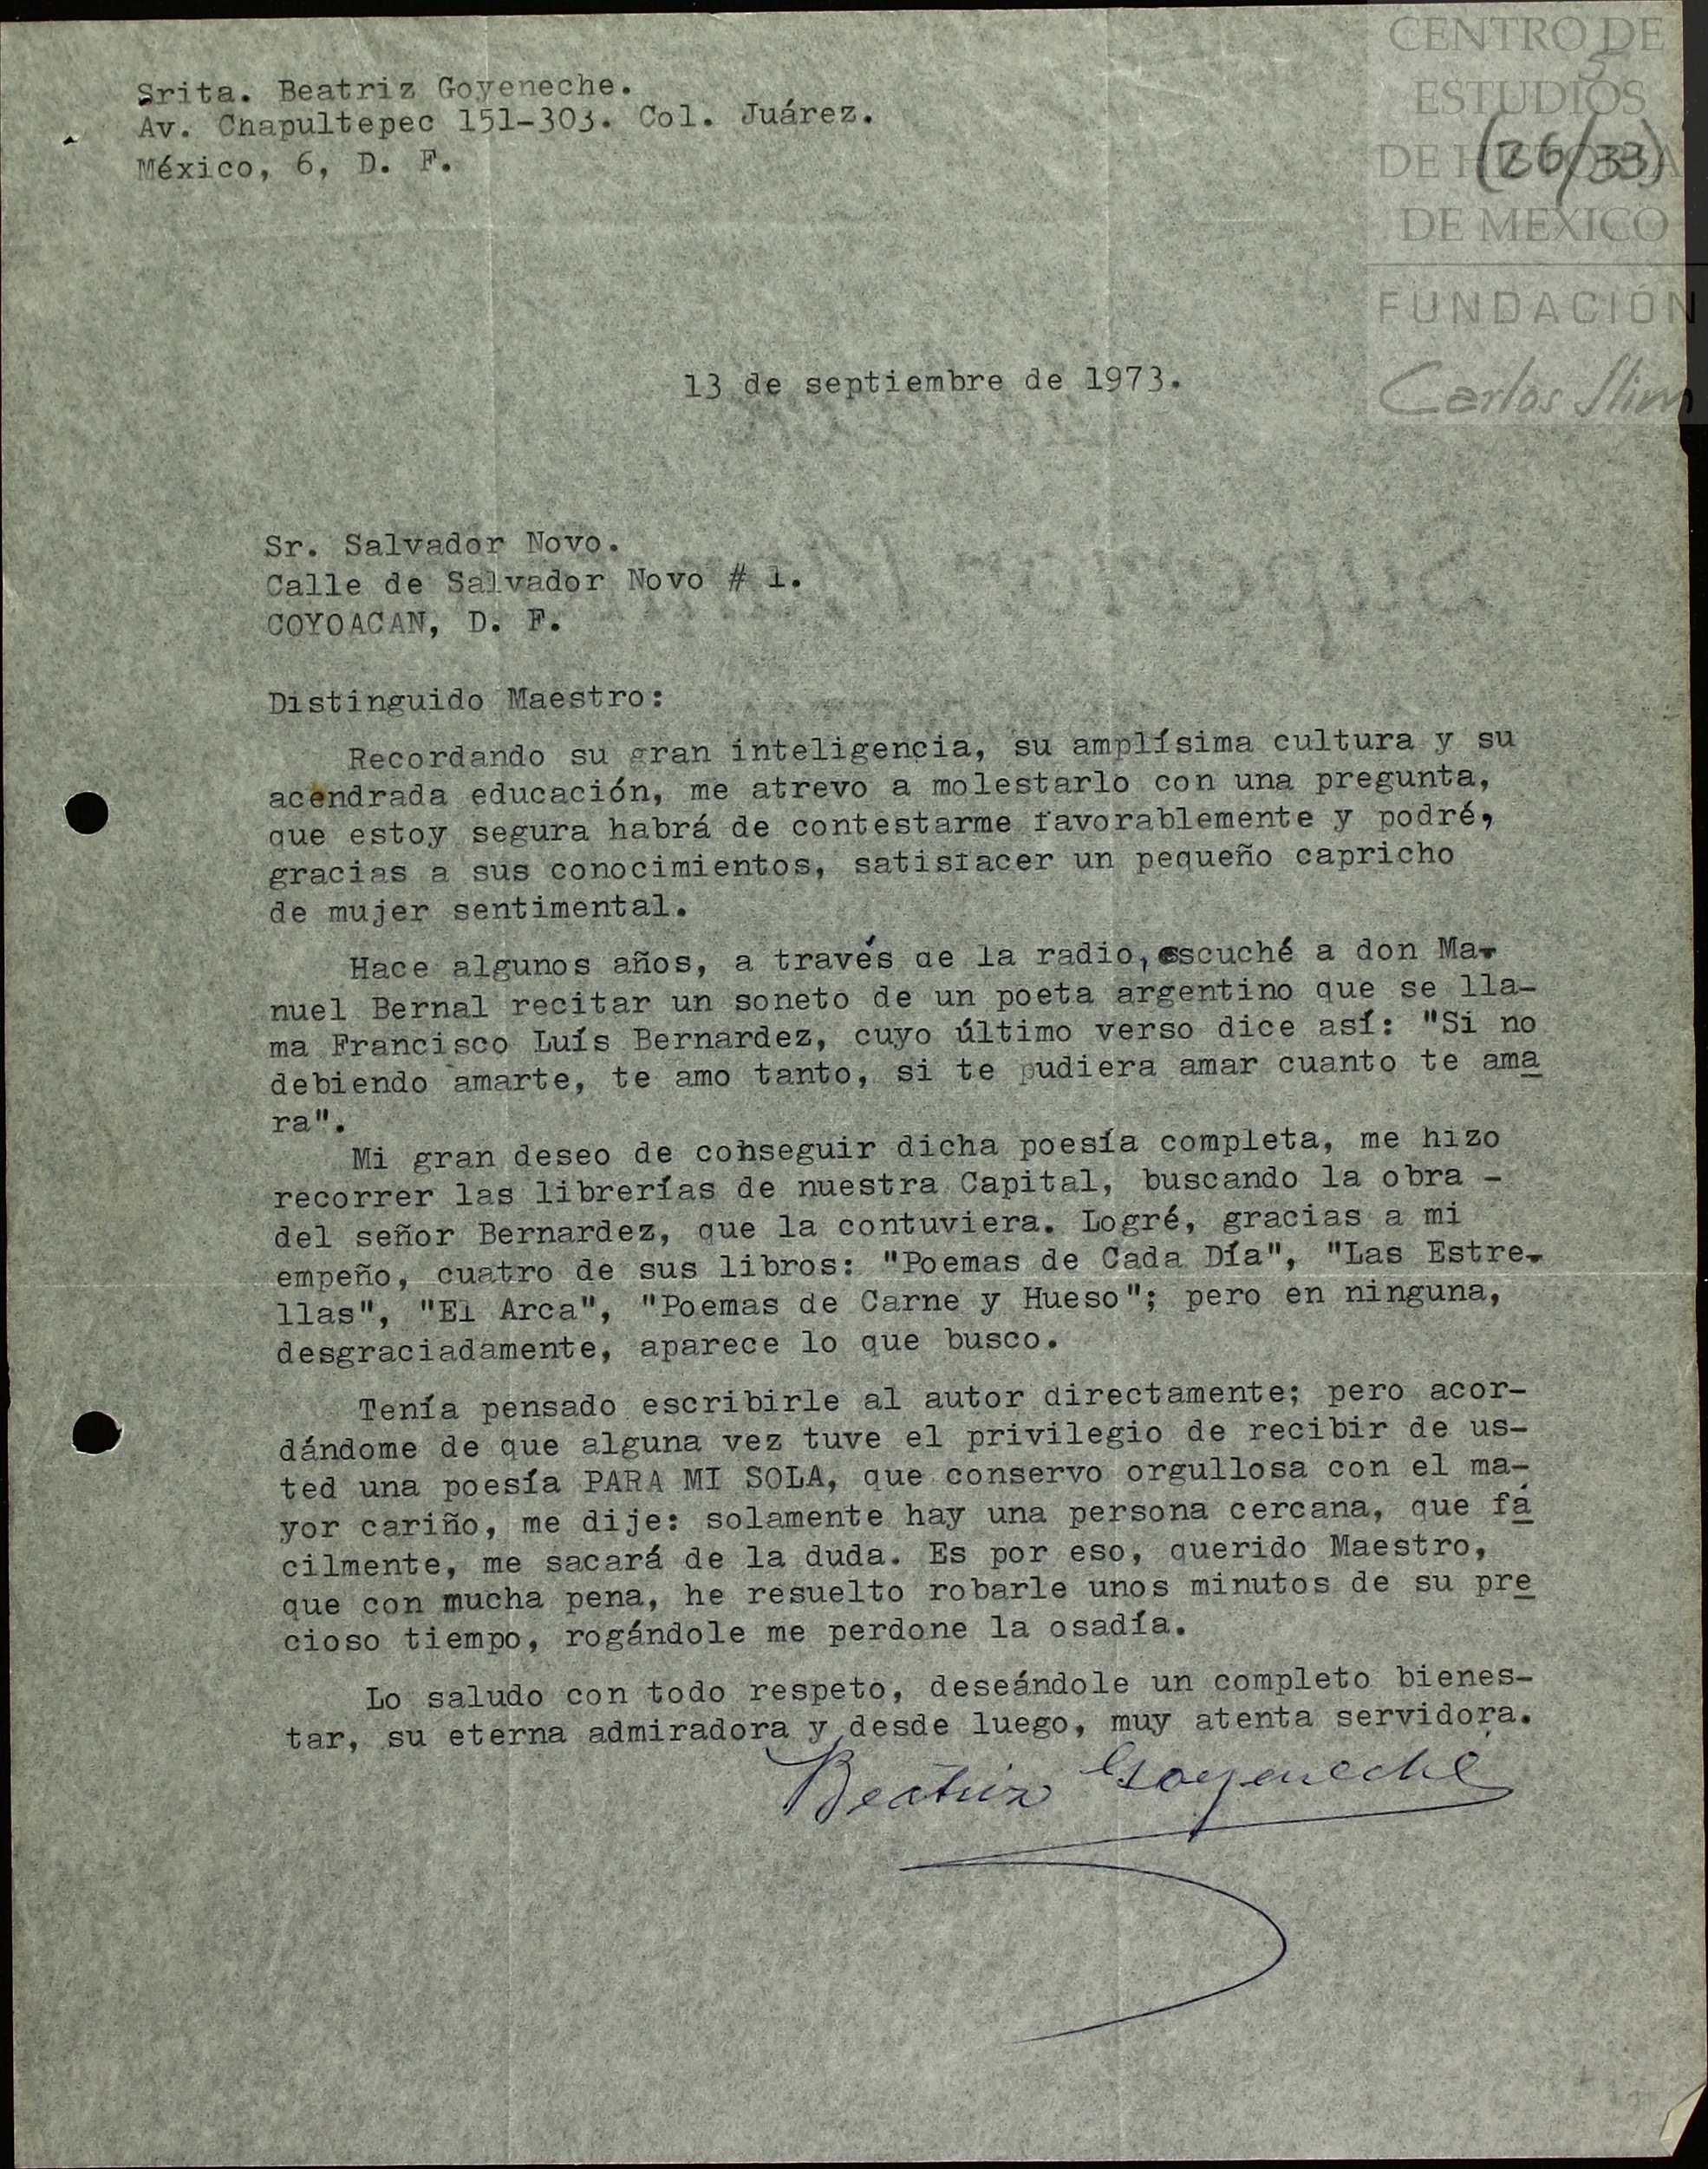 CENTRO DE
ESTUDIOS
DE HISTORIA
DE MEXICO
FUNDACIÓN
Carlos Slim
5
(26/33)
Srita. Beatriz Goyeneche.
Av. Chapultepec 151-303. Col. Juárez.
México, 6, D. F.
13 de septiembre de 1973.
Sr. Salvador Novo.
Calle de Salvador Novo # 1.
COYOACAN, D. F.
Distinguido Maestro:
Recordando su gran inteligencia, su amplísima cultura y su
acendrada educación, me atrevo a molestarlo con una pregunta,
que estoy segura habrá de contestarme favorablemente y podré,
gracias a sus conocimientos, satisfacer un pequeño capricho
de mujer sentimental.
Hace algunos años, a través de la radio, escuché a don Ma-
nuel Bernal recitar un soneto de un poeta argentino que se lla-
ma Francisco Luís Bernardez, cuyo último verso dice así: "Si no
debiendo amarte, te amo tanto, si te pudiera amar cuanto te ama
ra".
Mi gran deseo de conseguir dicha poesía completa, me hizo
recorrer las librerías de nuestra Capital, buscando la obra -
del señor Bernardez, que la contuviera. Logré, gracias a mi
empeño, cuatro de sus libros: "Poemas de Cada Día", "Las Estre-
llas", "El Arca", "Poemas de Carne y Hueso"; pero en ninguna,
desgraciadamente, aparece lo que busco.
Tenía pensado escribirle al autor directamente; pero acor-
dándome de que alguna vez tuve el privilegio de recibir de us-
ted una poesía PARA MI SOLA, que conservo orgullosa con el ma-
yor cariño, me dije: solamente hay una persona cercana, que fá
cilmente, me sacará de la duda. Es por eso, querido Maestro,
que con mucha pena, he resuelto robarle unos minutos de su pre
cioso tiempo, rogándole me perdone la osadía.
Lo saludo con todo respeto, deseándole un completo bienes-
tar, su eterna admiradora y desde luego, muy atenta servidora.
Beatriz Goyeneche